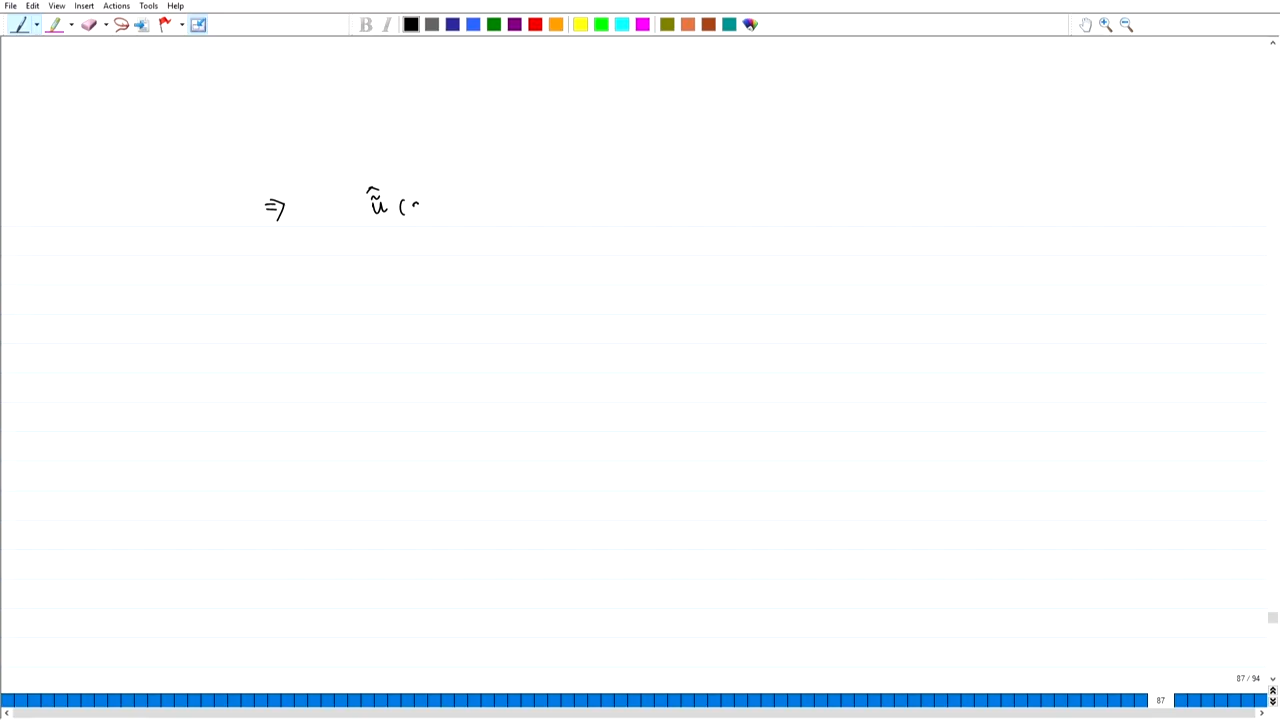 File Edit View Insert Actions Tools Help
B I
⇒ û̃ (
87 / 94
87